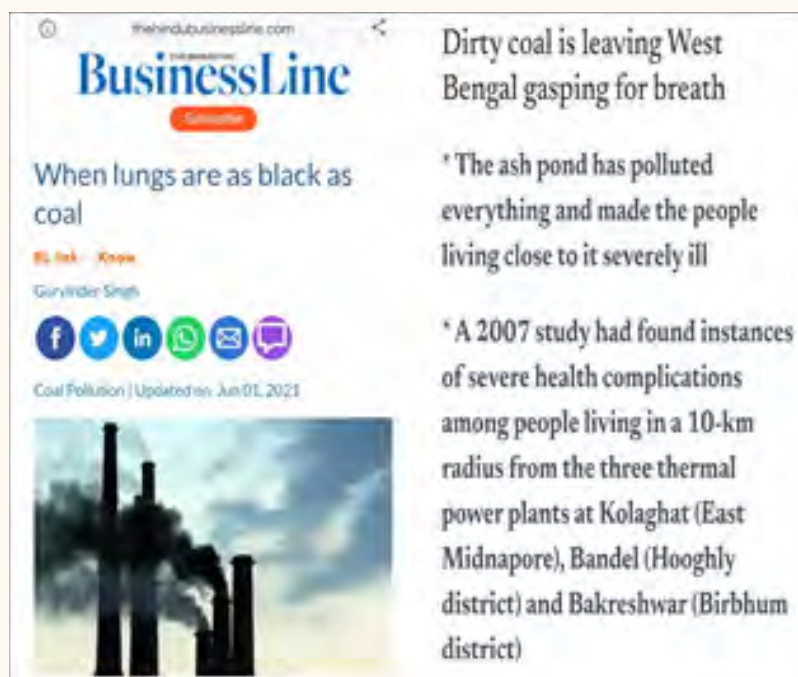 thehindubusinessline.com
BusinessLine
Subscribe
When lungs are as black as
coal
BLink Know
Gurvinder Singh
Coal Pollution | Updated on Jun 01, 2021
Dirty coal is leaving West
Bengal gasping for breath
* The ash pond has polluted
everything and made the people
living close to it severely ill
* A 2007 study had found instances
of severe health complications
among people living in a 10-km
radius from the three thermal
power plants at Kolaghat (East
Midnapore), Bandel (Hooghly
district) and Bakreshwar (Birbhum
district)